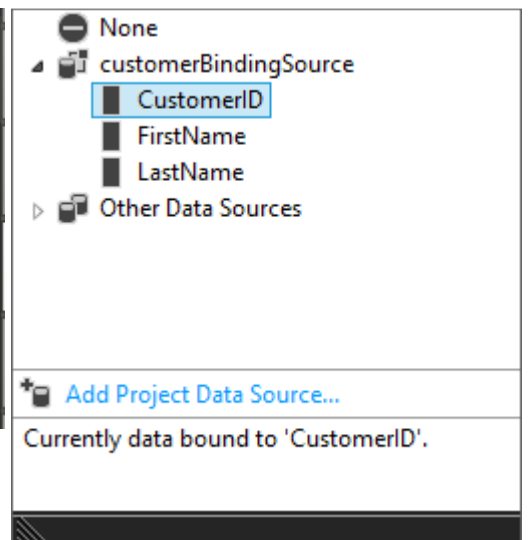 None
customerBindingSource
CustomerID
FirstName
LastName
Other Data Sources
Add Project Data Source...
Currently data bound to 'CustomerID'.